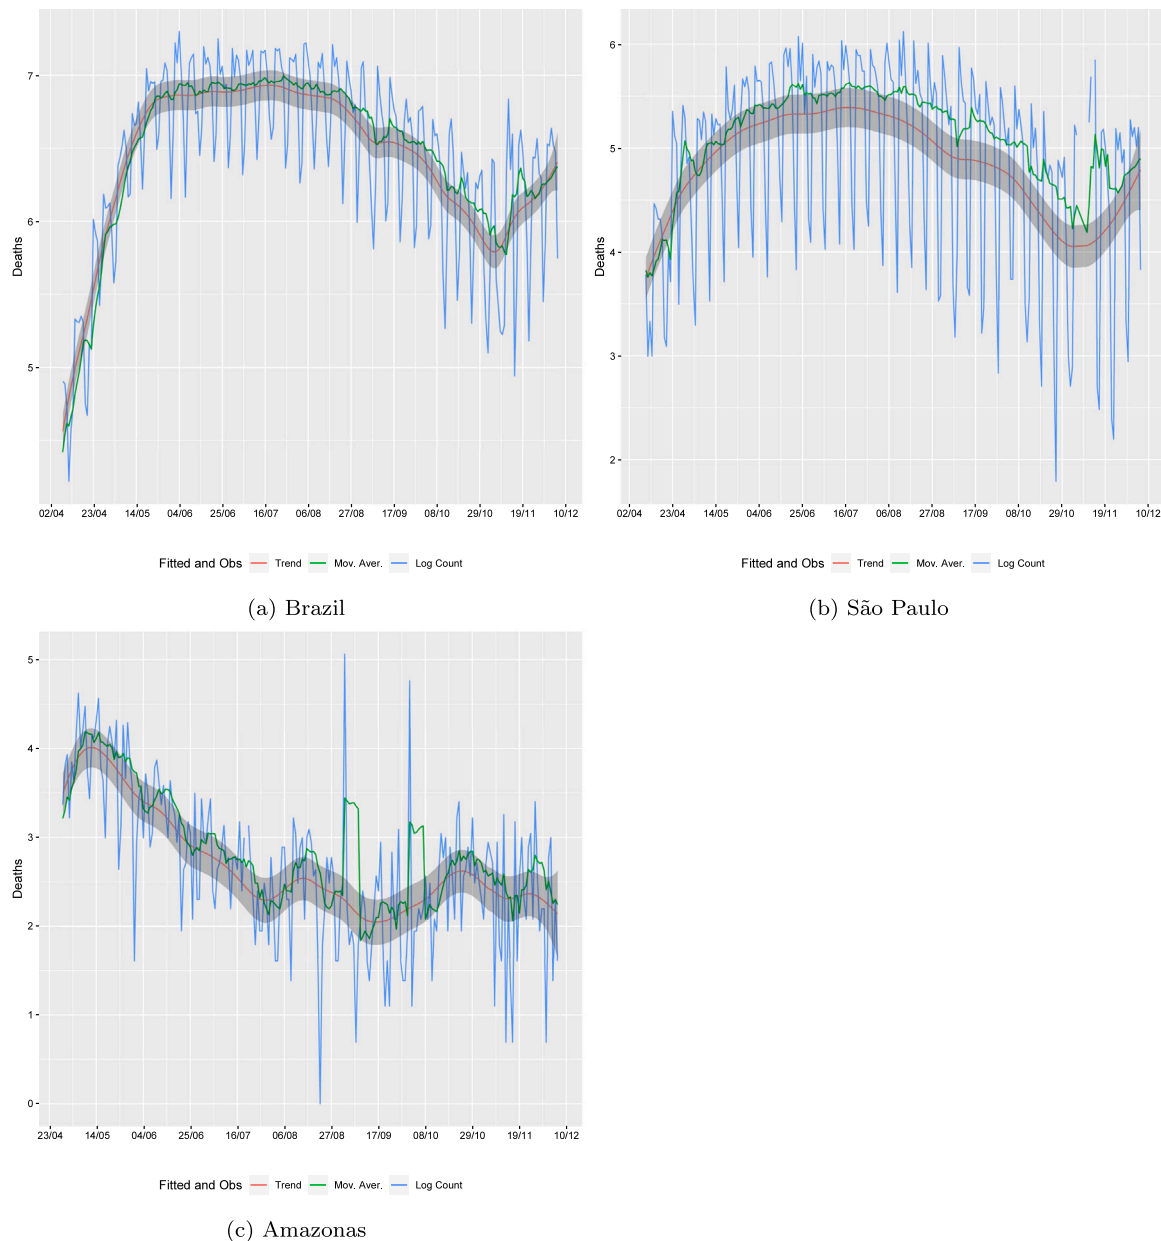 7
6
5
Deaths
02/04 23/04 14/05 04/06 25/06 16/07 06/08 27/08 17/09 08/10 29/10 19/11 10/12
Fitted and Obs Trend Mov. Aver. Log Count
(a) Brazil
6
5
4
3
2
Deaths
02/04 23/04 14/05 04/06 25/06 16/07 06/08 27/08 17/09 08/10 29/10 19/11 10/12
Fitted and Obs Trend Mov. Aver. Log Count
(b) São Paulo
5
4
3
2
1
0
Deaths
23/04 14/05 04/06 25/06 16/07 06/08 27/08 17/09 08/10 29/10 19/11 10/12
Fitted and Obs Trend Mov. Aver. Log Count
(c) Amazonas